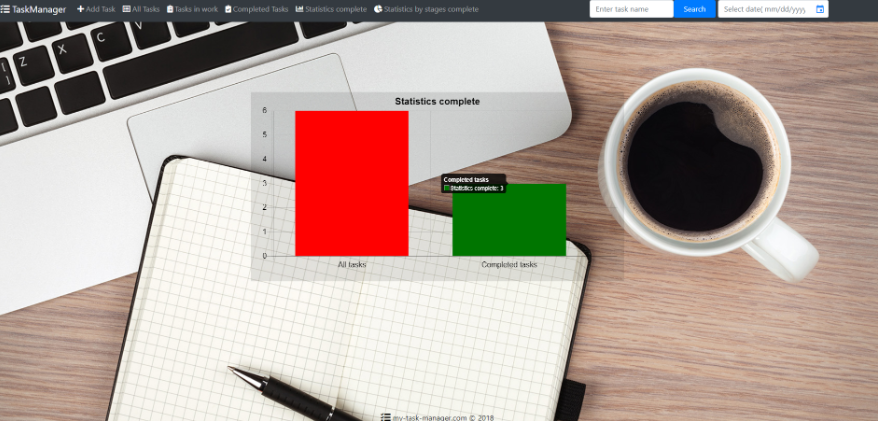 TaskManager Add Task All Tasks Tasks in work Completed Tasks Statistics complete Statistics by stages complete Enter task name Search Select date( mm/dd/yyyy
Statistics complete
6
5
4
3
2
1
0
Completed tasks
Statistics complete: 3
All tasks Completed tasks
my-task-manager.com © 2018